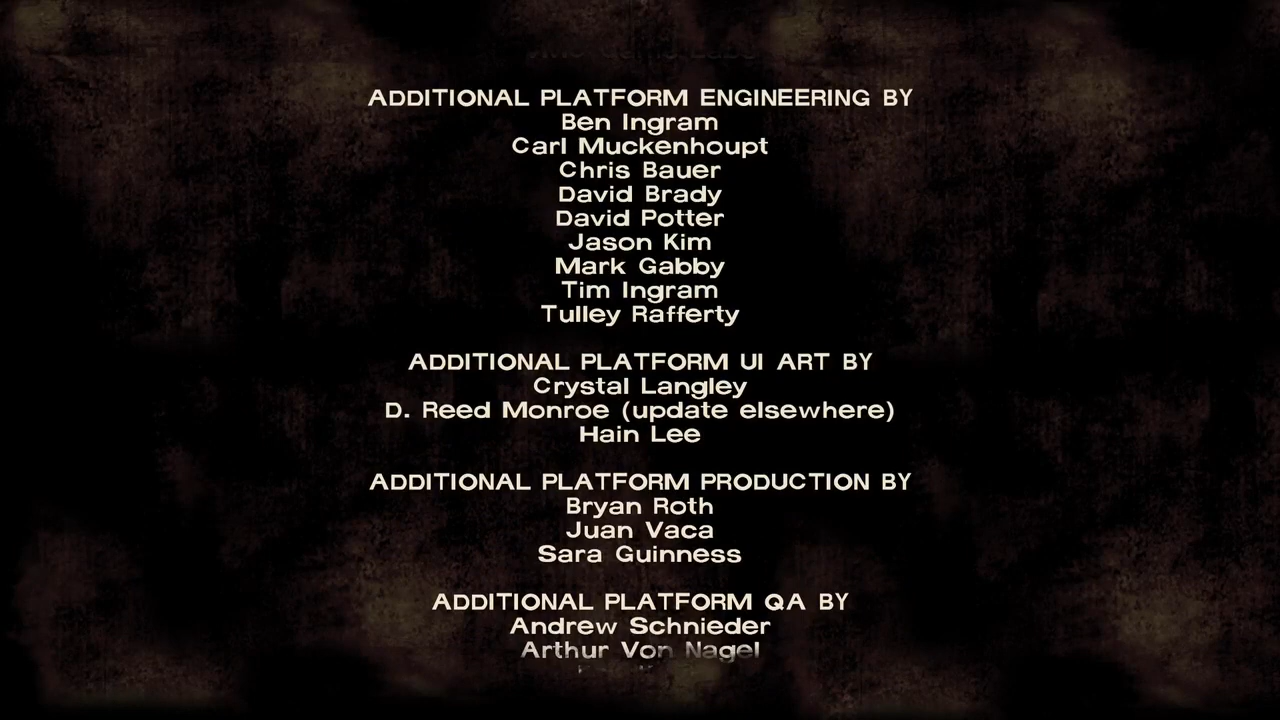 ADDITIONAL PLATFORM ENGINEERING BY
Ben Ingram
Carl Muckenhoupt
Chris Bauer
David Brady
David Potter
Jason Kim
Mark Gabby
Tim Ingram
Tulley Rafferty
ADDITIONAL PLATFORM UI ART BY
Crystal Langley
D. Reed Monroe (update elsewhere)
Hain Lee
ADDITIONAL PLATFORM PRODUCTION BY
Bryan Roth
Juan Vaca
Sara Guinness
ADDITIONAL PLATFORM QA BY
Andrew Schnieder
Arthur Von Nagel